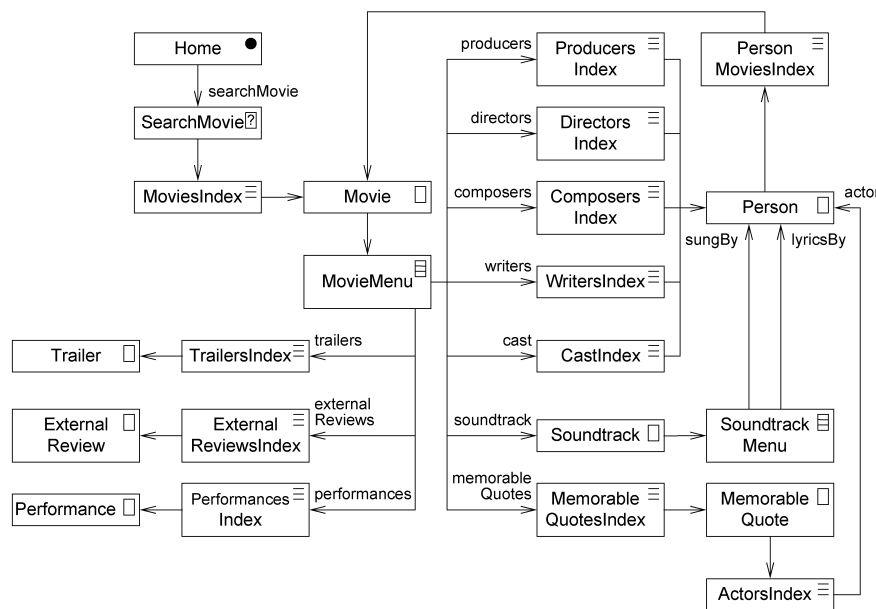 Home
searchMovie
SearchMovie
?
MoviesIndex
Movie
MovieMenu
producers
Producers
Index
directors
Directors
Index
composers
Composers
Index
writers
WritersIndex
cast
CastIndex
soundtrack
Soundtrack
memorable
Quotes
Memorable
QuotesIndex
Person
MoviesIndex
Person
actor
sungBy
lyricsBy
Soundtrack
Menu
Memorable
Quote
ActorsIndex
trailers
TrailersIndex
Trailer
external
Reviews
External
ReviewsIndex
External
Review
performances
Performances
Index
Performance